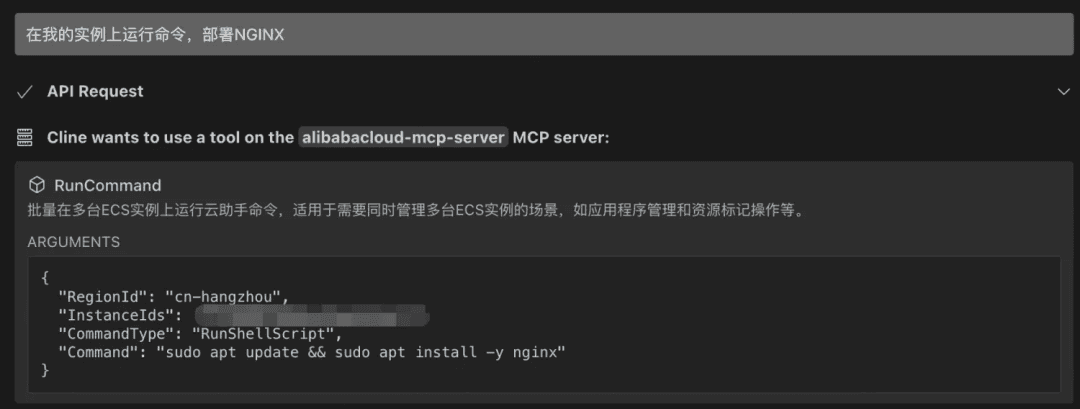 在我的实例上运行命令，部署NGINX
API Request
Cline wants to use a tool on the alibabacloud-mcp-server MCP server:
RunCommand
批量在多台ECS实例上运行云助手命令，适用于需要同时管理多台ECS实例的场景，如应用程序管理和资源标记操作等。
ARGUMENTS
{
"RegionId": "cn-hangzhou",
"InstanceIds":
"CommandType": "RunShellScript",
"Command": "sudo apt update && sudo apt install -y nginx"
}